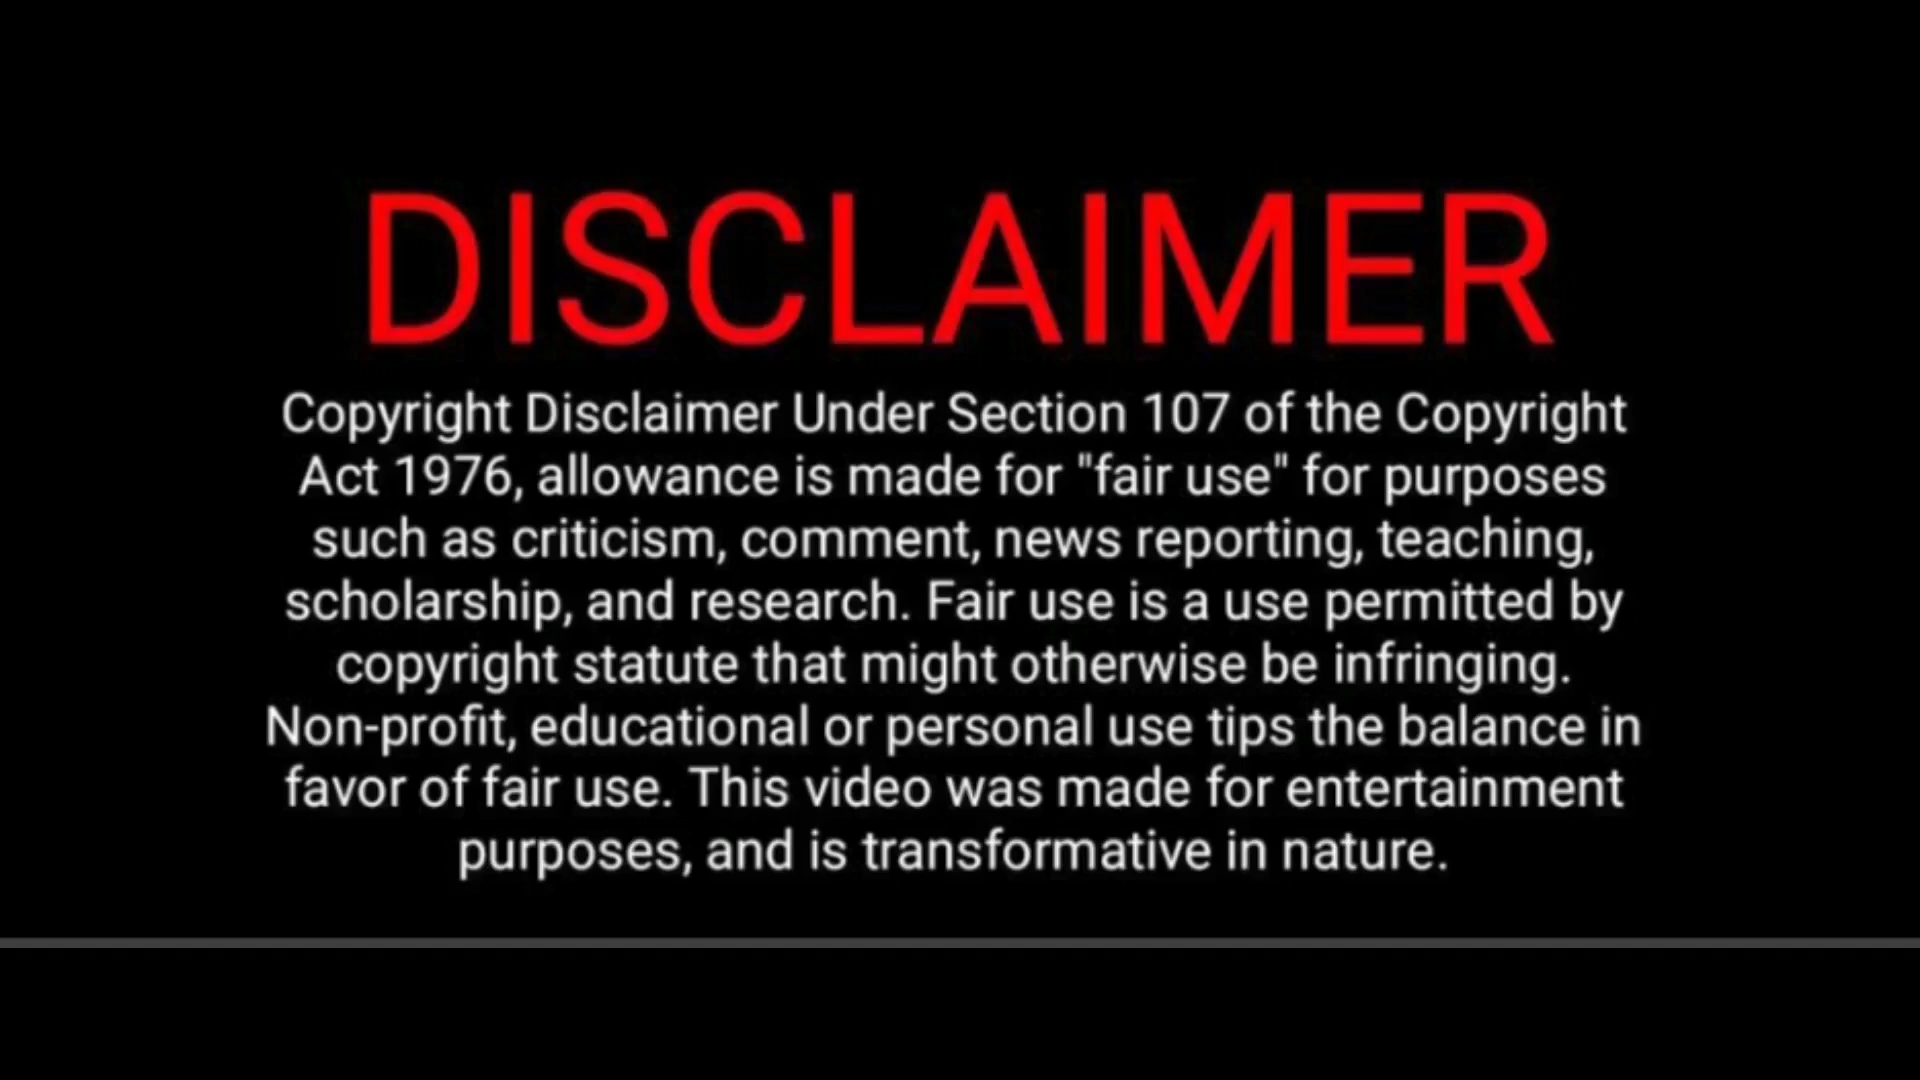 DISCLAIMER
Copyright Disclaimer Under Section 107 of the Copyright
Act 1976, allowance is made for "fair use" for purposes
such as criticism, comment, news reporting, teaching,
scholarship, and research. Fair use is a use permitted by
copyright statute that might otherwise be infringing.
Non-profit, educational or personal use tips the balance in
favor of fair use. This video was made for entertainment
purposes, and is transformative in nature.